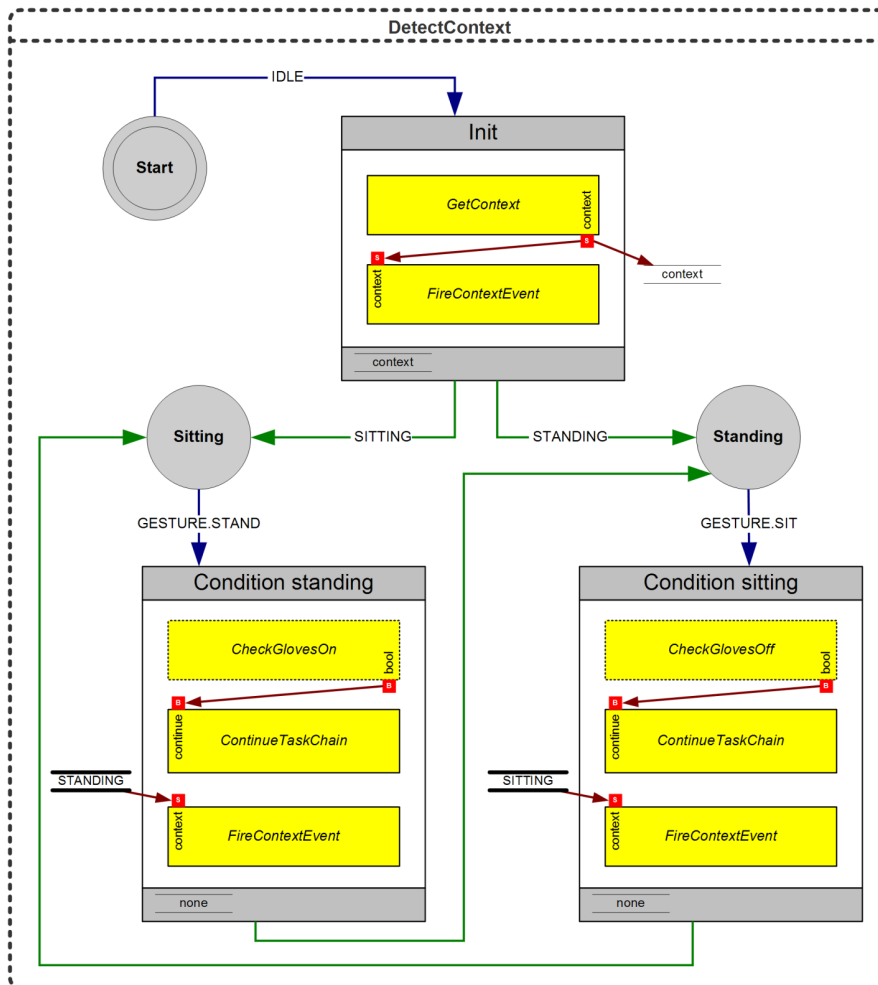 DetectContext
IDLE
Start
Init
GetContext
context
S
S
context
context
FireContextEvent
context
Sitting
SITTING
STANDING
Standing
GESTURE.STAND
GESTURE.SIT
Condition standing
CheckGlovesOn
bool
B
B
continue
ContinueTaskChain
STANDING
S
context
FireContextEvent
none
Condition sitting
CheckGlovesOff
bool
B
B
continue
ContinueTaskChain
SITTING
S
context
FireContextEvent
none